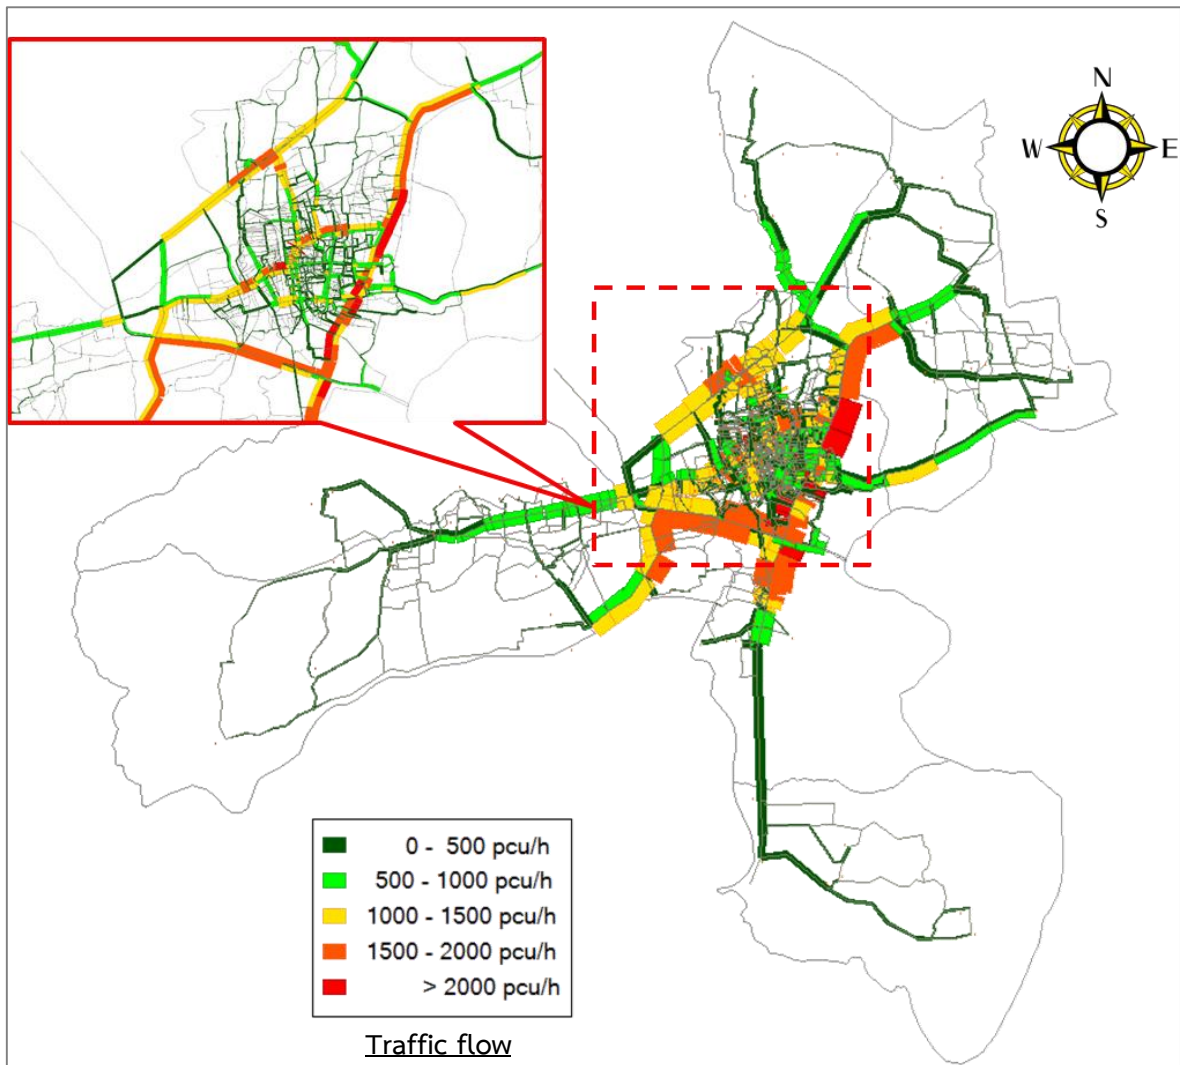 N
W E
S
0 - 500 pcu/h
500 - 1000 pcu/h
1000 - 1500 pcu/h
1500 - 2000 pcu/h
> 2000 pcu/h
Traffic flow